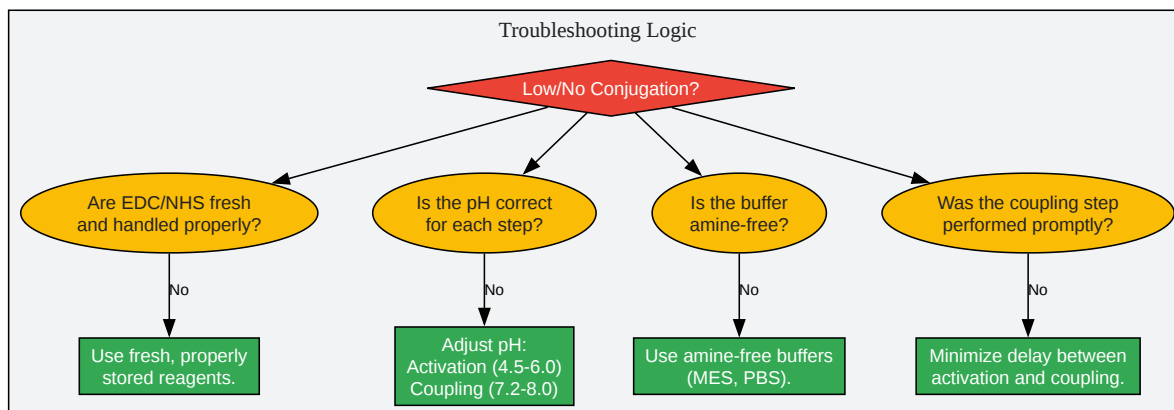 Troubleshooting Logic
Low/No Conjugation?
Are EDC/NHS fresh
and handled properly?
Is the pH correct
for each step?
Is the buffer
amine-free?
Was the coupling step
performed promptly?
No
No
No
No
Use fresh, properly
stored reagents.
Adjust pH:
Activation (4.5-6.0)
Coupling (7.2-8.0)
Use amine-free buffers
(MES, PBS).
Minimize delay between
activation and coupling.